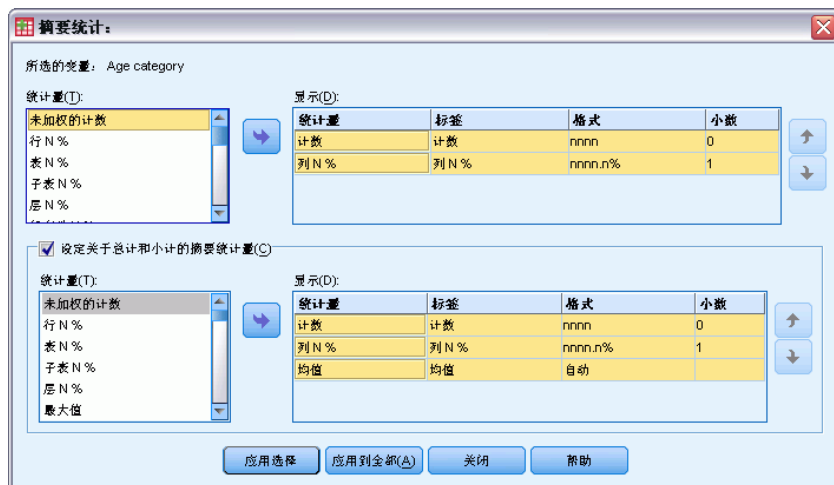 摘要统计:
所选的变量: Age category
统计量(T):
显示(D):
未加权的计数
行 N %
表 N %
子表 N %
层 N %
统计量 标签 格式 小数
计数 计数 nnnn 0
列 N % 列 N % nnnn.n% 1
设定关于总计和小计的摘要统计量(C)
统计量(T):
显示(D):
未加权的计数
行 N %
表 N %
子表 N %
层 N %
最大值
统计量 标签 格式 小数
计数 计数 nnnn 0
列 N % 列 N % nnnn.n% 1
均值 均值 自动
应用选择 应用到全部(A) 关闭 帮助